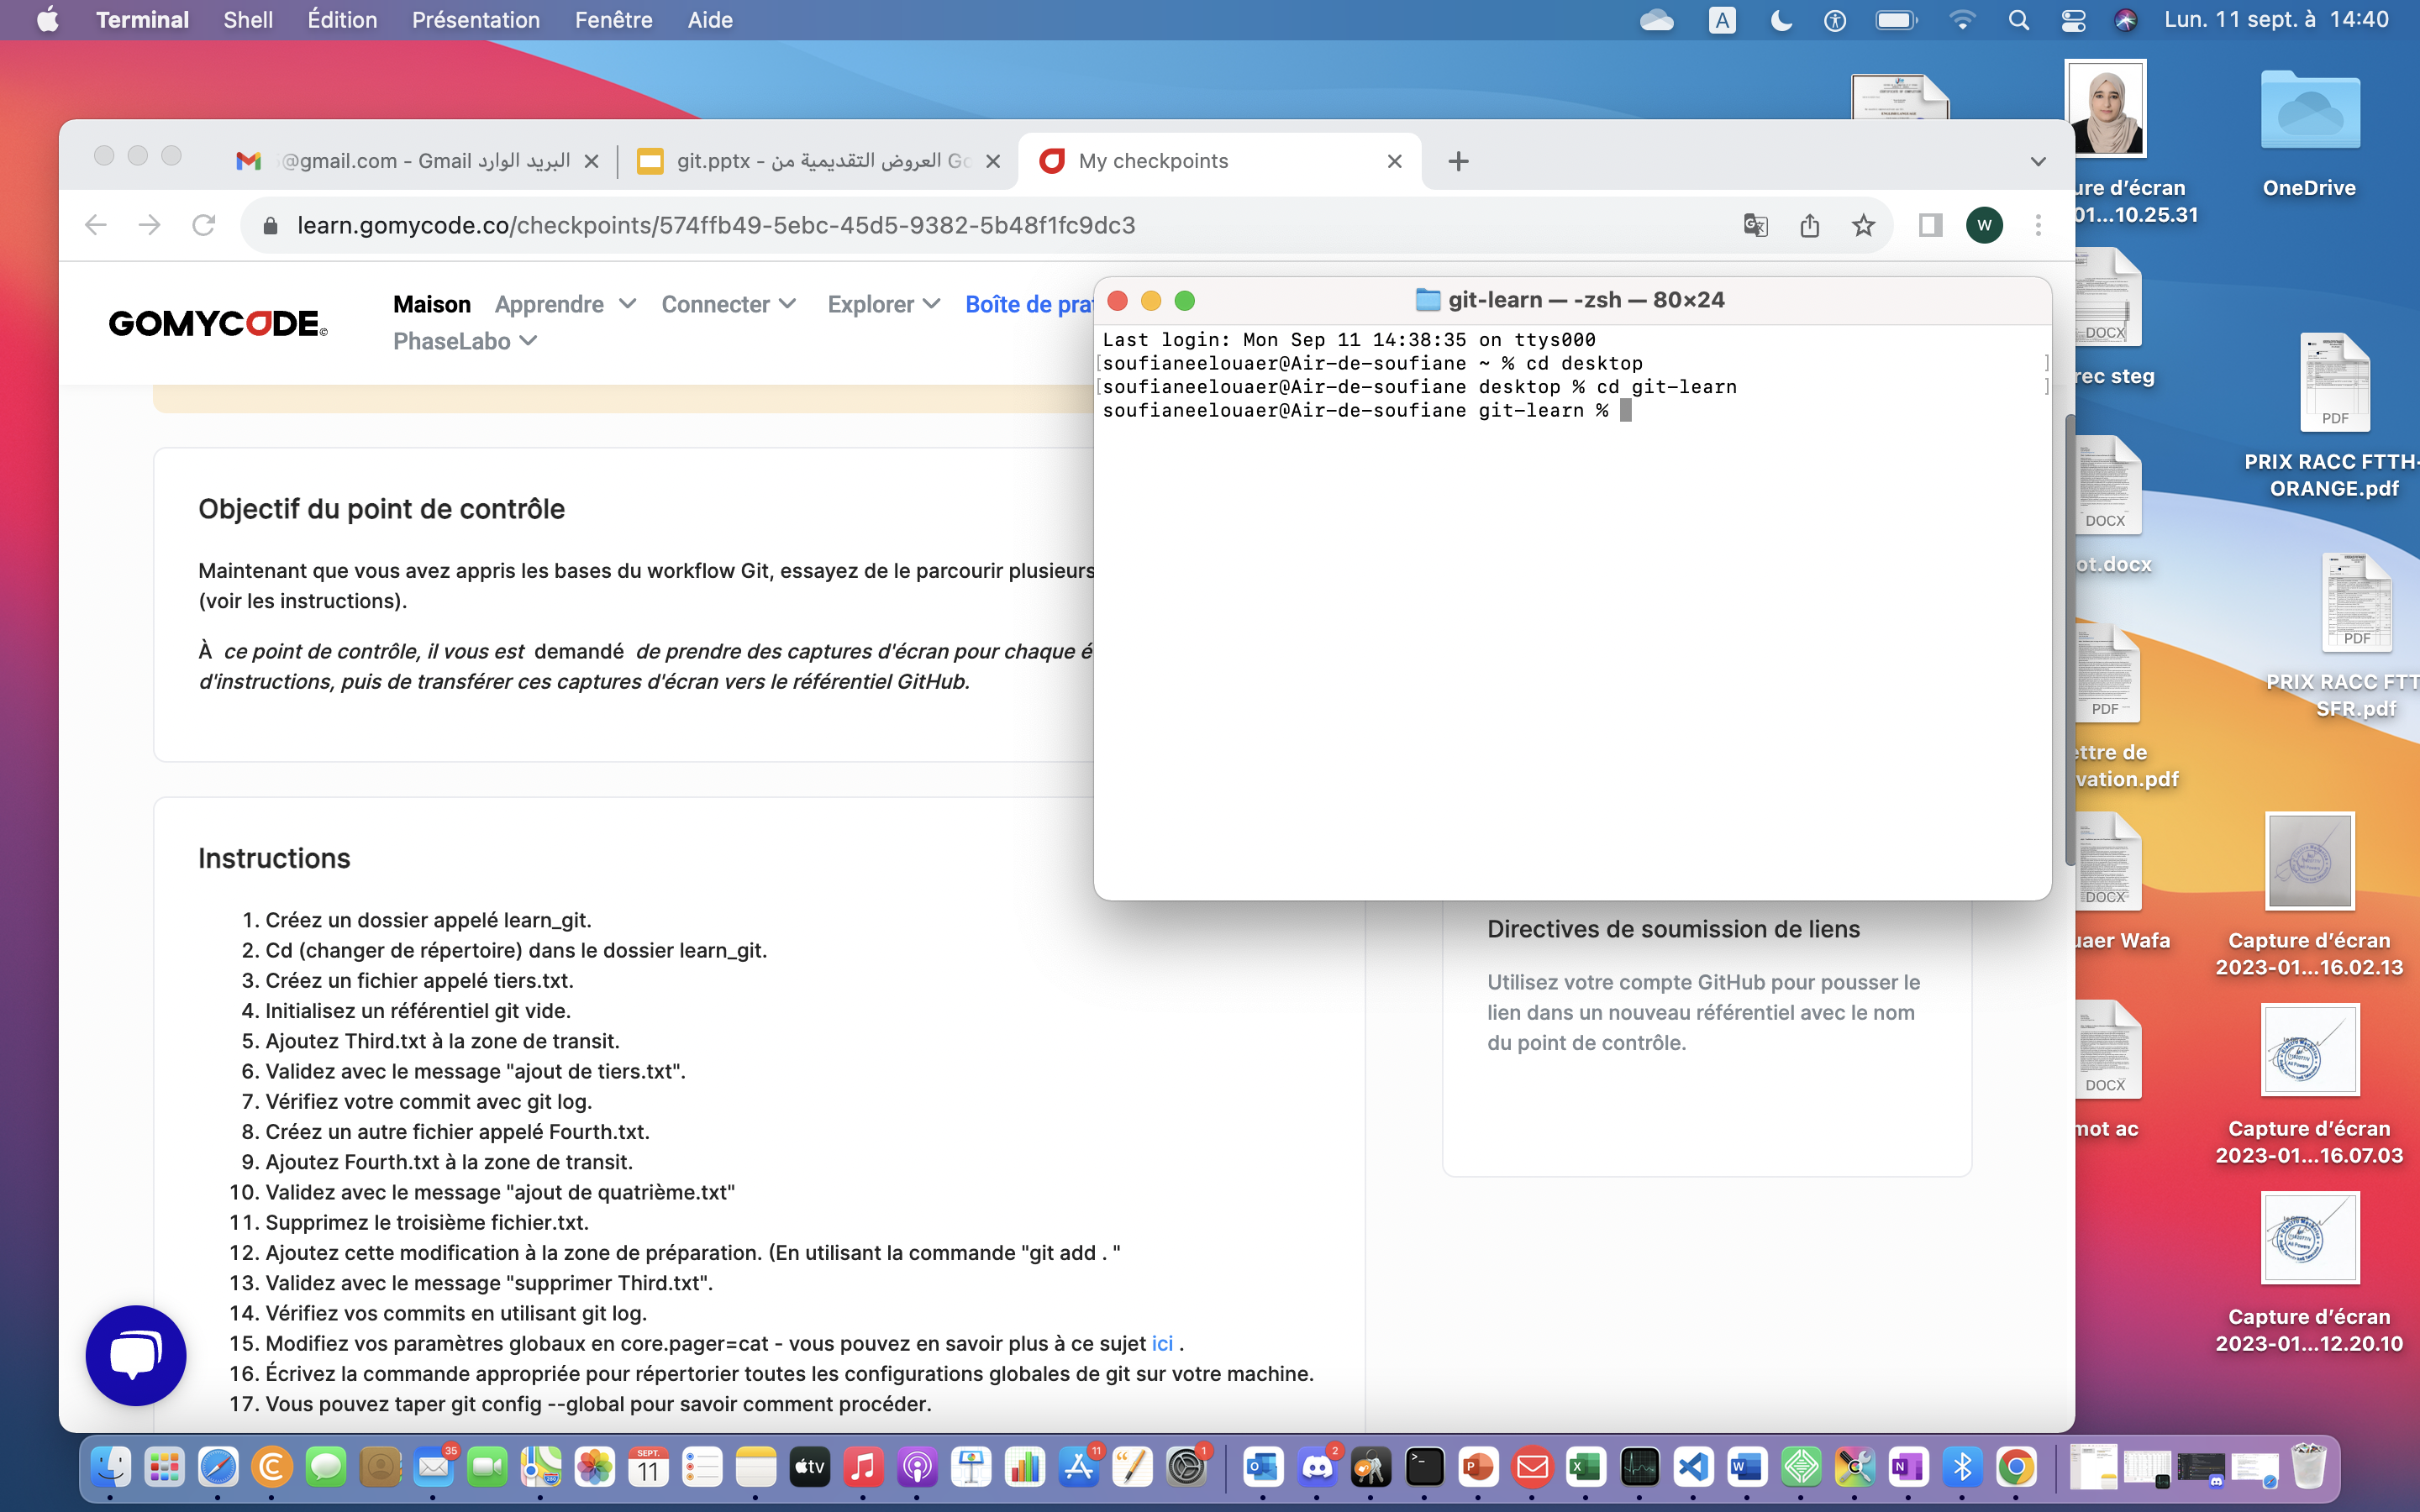 Terminal Shell Édition Présentation Fenêtre Aide
A
Lun. 11 sept. à 14:40
@gmail.com - Gmail البريد الوارد
git.pptx - العروض التقديمية من Go
My checkpoints
learn.gomycode.co/checkpoints/574ffb49-5ebc-45d5-9382-5b48f1fc9dc3
W
GOMYCODE
Maison Apprendre Connecter Explorer Boîte de prat
PhaseLabo
git-learn — -zsh — 80×24
Last login: Mon Sep 11 14:38:35 on ttys000
[soufianeelouaer@Air-de-soufiane ~ % cd desktop ]
[soufianeelouaer@Air-de-soufiane desktop % cd git-learn ]
soufianeelouaer@Air-de-soufiane git-learn %
Objectif du point de contrôle
Maintenant que vous avez appris les bases du workflow Git, essayez de le parcourir plusieurs
(voir les instructions).
À ce point de contrôle, il vous est demandé de prendre des captures d'écran pour chaque é
d'instructions, puis de transférer ces captures d'écran vers le référentiel GitHub.
Instructions
1. Créez un dossier appelé learn_git.
2. Cd (changer de répertoire) dans le dossier learn_git.
3. Créez un fichier appelé tiers.txt.
4. Initialisez un référentiel git vide.
5. Ajoutez Third.txt à la zone de transit.
6. Validez avec le message "ajout de tiers.txt".
7. Vérifiez votre commit avec git log.
8. Créez un autre fichier appelé Fourth.txt.
9. Ajoutez Fourth.txt à la zone de transit.
10. Validez avec le message "ajout de quatrième.txt"
11. Supprimez le troisième fichier.txt.
12. Ajoutez cette modification à la zone de préparation. (En utilisant la commande "git add . "
13. Validez avec le message "supprimer Third.txt".
14. Vérifiez vos commits en utilisant git log.
15. Modifiez vos paramètres globaux en core.pager=cat - vous pouvez en savoir plus à ce sujet ici .
16. Écrivez la commande appropriée pour répertorier toutes les configurations globales de git sur votre machine.
17. Vous pouvez taper git config --global pour savoir comment procéder.
Directives de soumission de liens
Utilisez votre compte GitHub pour pousser le
lien dans un nouveau référentiel avec le nom
du point de contrôle.
ure d'écran
01...10.25.31
OneDrive
DOCX
rec steg
PDF
PRIX RACC FTTH-
ORANGE.pdf
DOCX
ot.docx
PDF
PRIX RACC FTT
SFR.pdf
PDF
ettre de
vation.pdf
DOCX
uaer Wafa
Capture d'écran
2023-01...16.02.13
DOCX
mot ac
Capture d'écran
2023-01...16.07.03
Capture d'écran
2023-01...12.20.10
35
SEPT.
11
tv
11
1
2